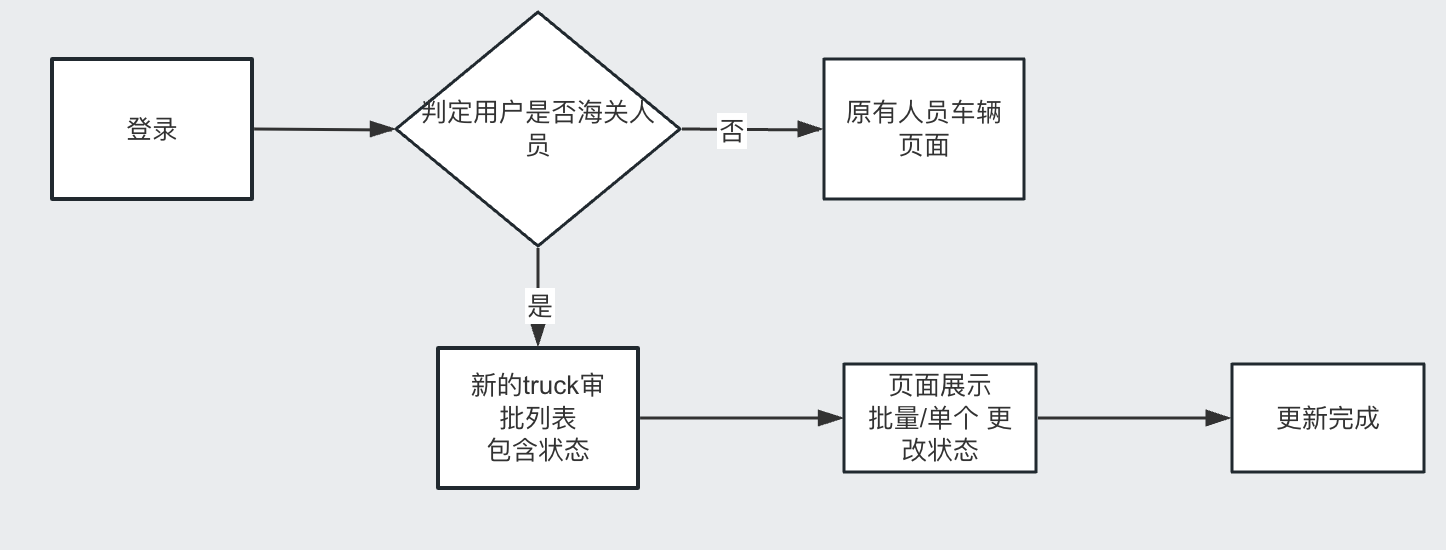 登录
判定用户是否海关人
员
否
原有人员车辆
页面
是
新的truck审
批列表
包含状态
页面展示
批量/单个 更
改状态
更新完成